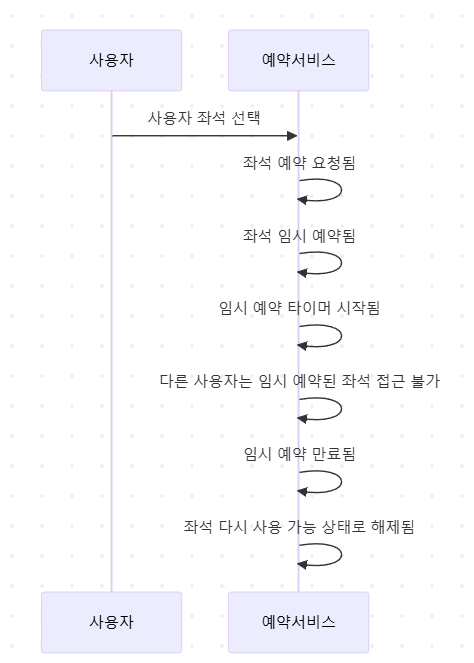 사용자
예약서비스
사용자 좌석 선택
좌석 예약 요청됨
좌석 임시 예약됨
임시 예약 타이머 시작됨
다른 사용자는 임시 예약된 좌석 접근 불가
임시 예약 만료됨
좌석 다시 사용 가능 상태로 해제됨
사용자
예약서비스